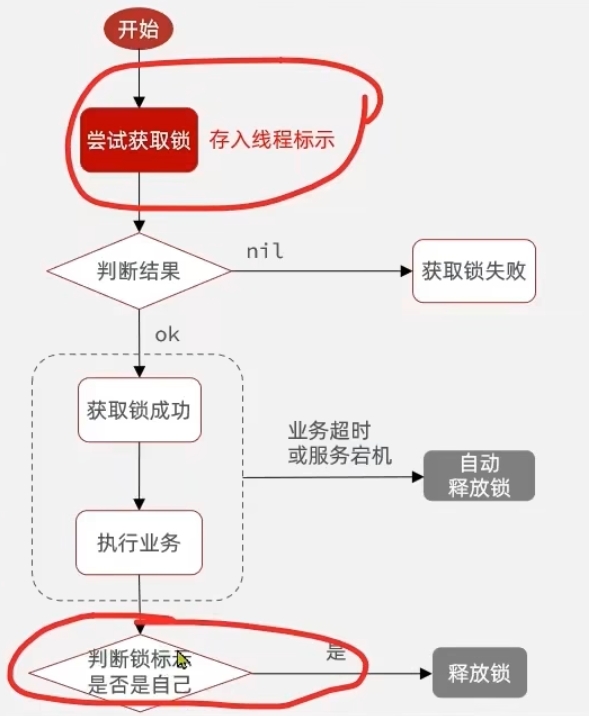 开始
尝试获取锁 存入线程标示
nil
判断结果
获取锁失败
ok
获取锁成功
业务超时
或服务宕机
自动
释放锁
执行业务
判断锁标示
是否是自己
是
释放锁